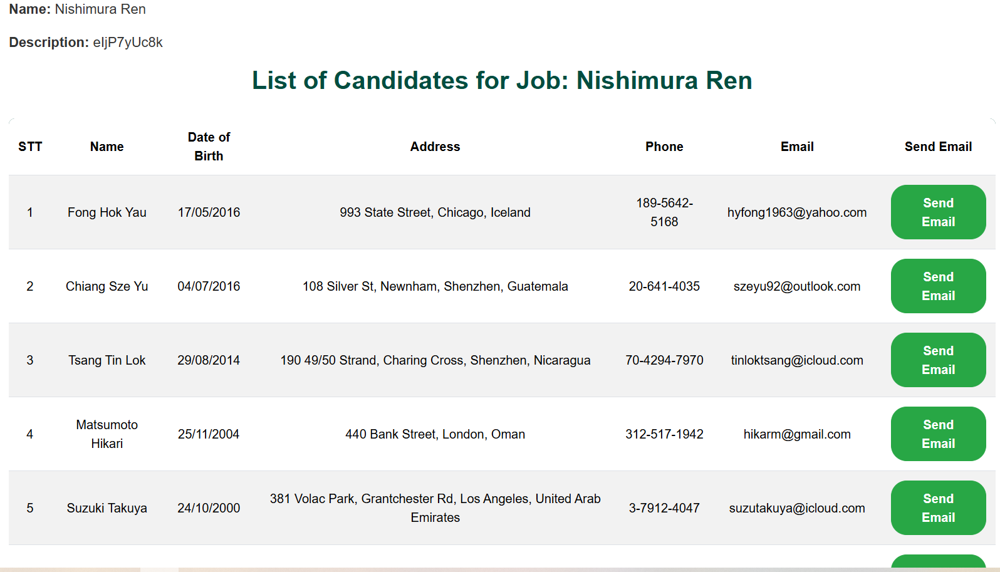 Name: Nishimura Ren
Description: eljP7yUc8k
List of Candidates for Job: Nishimura Ren
STT Name Date of Birth Address Phone Email Send Email
1 Fong Hok Yau 17/05/2016 993 State Street, Chicago, Iceland 189-5642-5168 hyfong1963@yahoo.com Send Email
2 Chiang Sze Yu 04/07/2016 108 Silver St, Newnham, Shenzhen, Guatemala 20-641-4035 szeyu92@outlook.com Send Email
3 Tsang Tin Lok 29/08/2014 190 49/50 Strand, Charing Cross, Shenzhen, Nicaragua 70-4294-7970 tinloktsang@icloud.com Send Email
4 Matsumoto Hikari 25/11/2004 440 Bank Street, London, Oman 312-517-1942 hikarm@gmail.com Send Email
5 Suzuki Takuya 24/10/2000 381 Volac Park, Grantchester Rd, Los Angeles, United Arab Emirates 3-7912-4047 suzutakuya@icloud.com Send Email